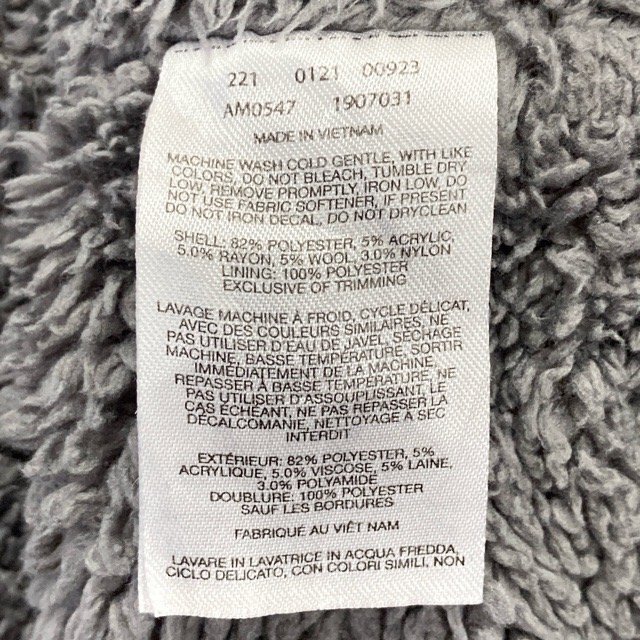 221 0121 00923
AM0547 1907031
MADE IN VIETNAM
MACHINE WASH COLD GENTLE, WITH LIKE
COLORS, DO NOT BLEACH, TUMBLE DRY
LOW, REMOVE PROMPTLY, IRON LOW, DO
NOT USE FABRIC SOFTENER, IF PRESENT
DO NOT IRON DECAL, DO NOT DRYCLEAN
SHELL: 82% POLYESTER, 5% ACRYLIC
5.0% RAYON, 5% WOOL, 3.0% NYLON
LINING: 100% POLYESTER
EXCLUSIVE OF TRIMMING
LAVAGE MACHINE À FROID, CYCLE DÉLICAT,
AVEC DES COULEURS SIMILAIRES, NE
PAS UTILISER D'EAU DE JAVEL, SÉCHAGE
MACHINE, BASSE TEMPÉRATURE, SORTIR
IMMÉDIATEMENT DE LA MACHINE
REPASSER À BASSE TEMPÉRATURE, NE
PAS UTILISER D'ASSOUPLISSANT, LE
CAS ÉCHÉANT, NE PAS REPASSER LA
DÉCALCOMANIE, NETTOYAGE À SEC
INTERDIT
EXTÉRIEUR: 82% POLYESTER, 5%
ACRYLIQUE, 5.0% VISCOSE, 5% LAINE,
3.0% POLYAMIDE
DOUBLURE: 100% POLYESTER
SAUF LES BORDURES
FABRIQUÉ AU VIÊT NAM
LAVARE IN LAVATRICE IN ACQUA FREDDA,
CICLO DELICATO, CON COLORI SIMILI, NON